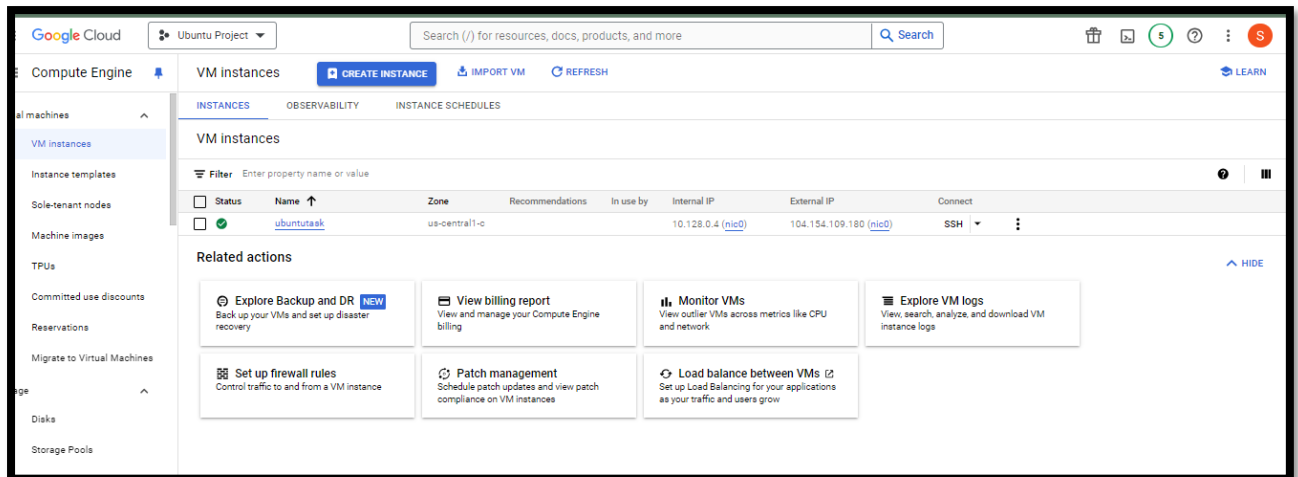 Google Cloud
Ubuntu Project
Search (/) for resources, docs, products, and more
Search
5
S
Compute Engine
VM instances
CREATE INSTANCE
IMPORT VM
REFRESH
LEARN
al machines
VM instances
Instance templates
Sole-tenant nodes
Machine images
TPUs
Committed use discounts
Reservations
Migrate to Virtual Machines
age
Disks
Storage Pools
INSTANCES OBSERVABILITY INSTANCE SCHEDULES
VM instances
Filter Enter property name or value
Status Name Zone Recommendations In use by Internal IP External IP Connect
ubuntutask us-central1-c 10.128.0.4 (nic0) 104.154.109.180 (nic0) SSH
Related actions
HIDE
Explore Backup and DR NEW
Back up your VMs and set up disaster
recovery
View billing report
View and manage your Compute Engine
billing
Monitor VMs
View outlier VMs across metrics like CPU
and network
Explore VM logs
View, search, analyze, and download VM
instance logs
Set up firewall rules
Control traffic to and from a VM instance
Patch management
Schedule patch updates and view patch
compliance on VM instances
Load balance between VMs
Set up Load Balancing for your applications
as your traffic and users grow